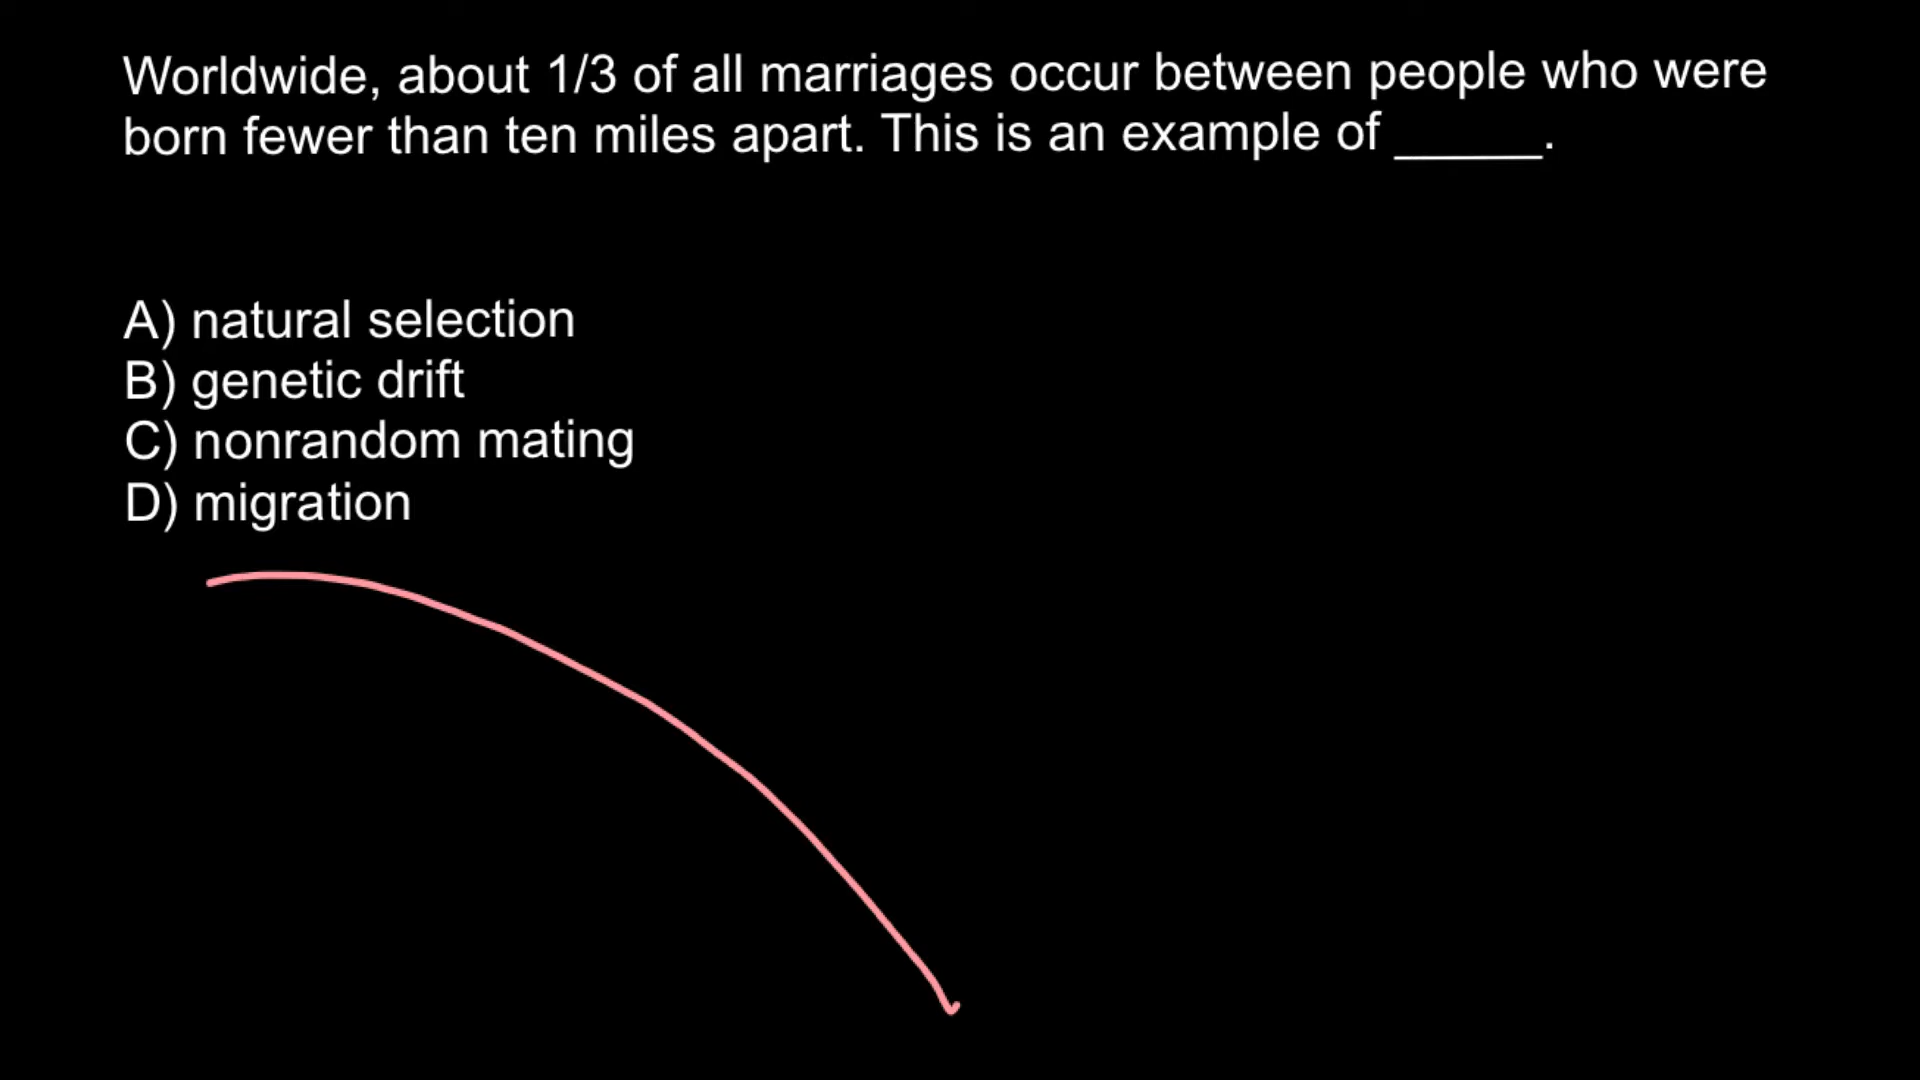 Worldwide, about 1/3 of all marriages occur between people who were
born fewer than ten miles apart. This is an example of _____.
A) natural selection
B) genetic drift
C) nonrandom mating
D) migration